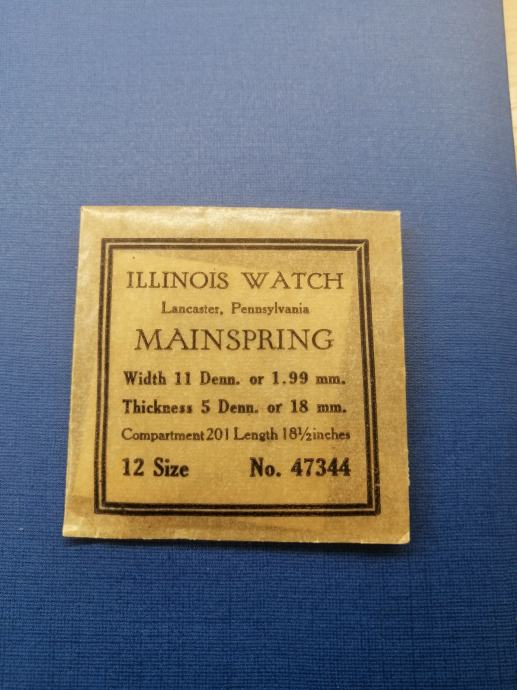 ILLINOIS WATCH
Lancaster, Pennsylvania
MAINSPRING
Width 11 Denn. or 1.99 mm.
Thickness 5 Denn. or 18 mm.
Compartment 201 Length 18½ inches
12 Size No. 47344